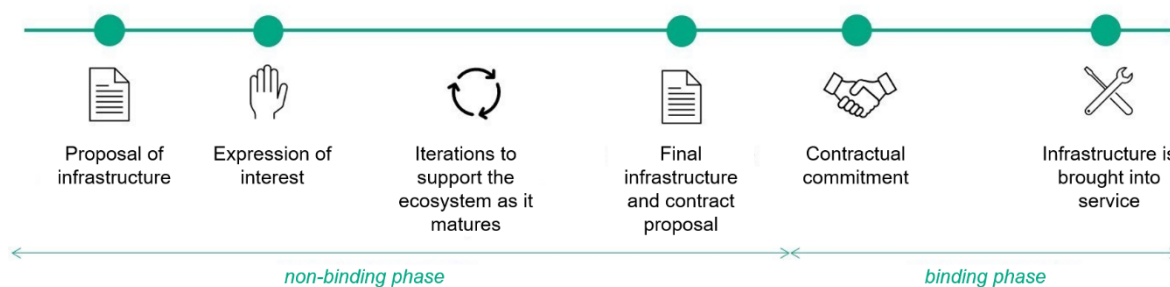 Proposal of
infrastructure
Expression of
interest
Iterations to
support the
ecosystem as it
matures
Final
infrastructure
and contract
proposal
Contractual
commitment
Infrastructure is
brought into
service
non-binding phase
binding phase